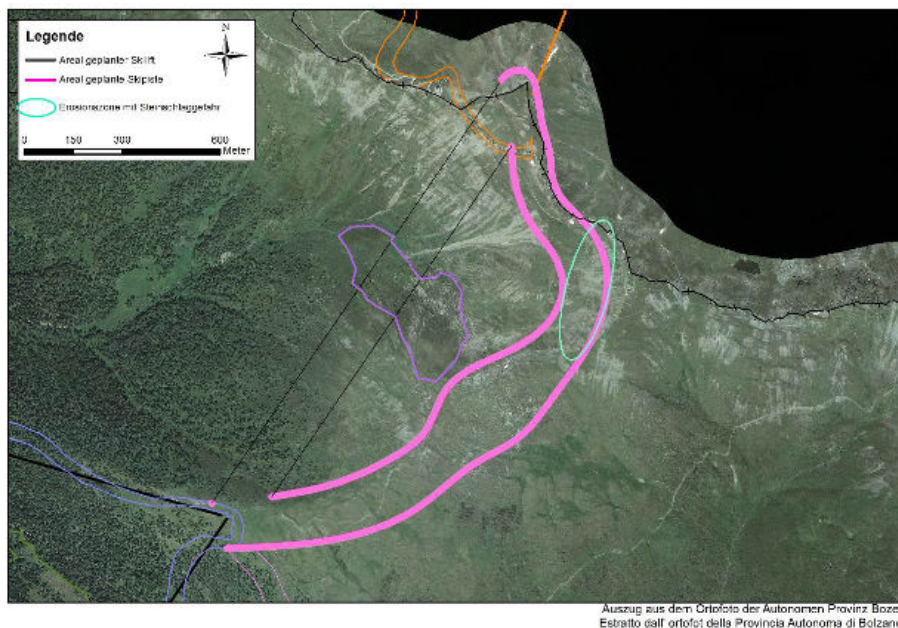 Legende
N
Areal geplanter Skilift
Areal geplante Skipiste
Erosionszone mit Steinschlaggefahr
0 150 300 600
Meter
Auszug aus dem Ortofoto der Autonomen Provinz Boze
Estratto dall' ortofot della Provincia Autonoma di Bolzano